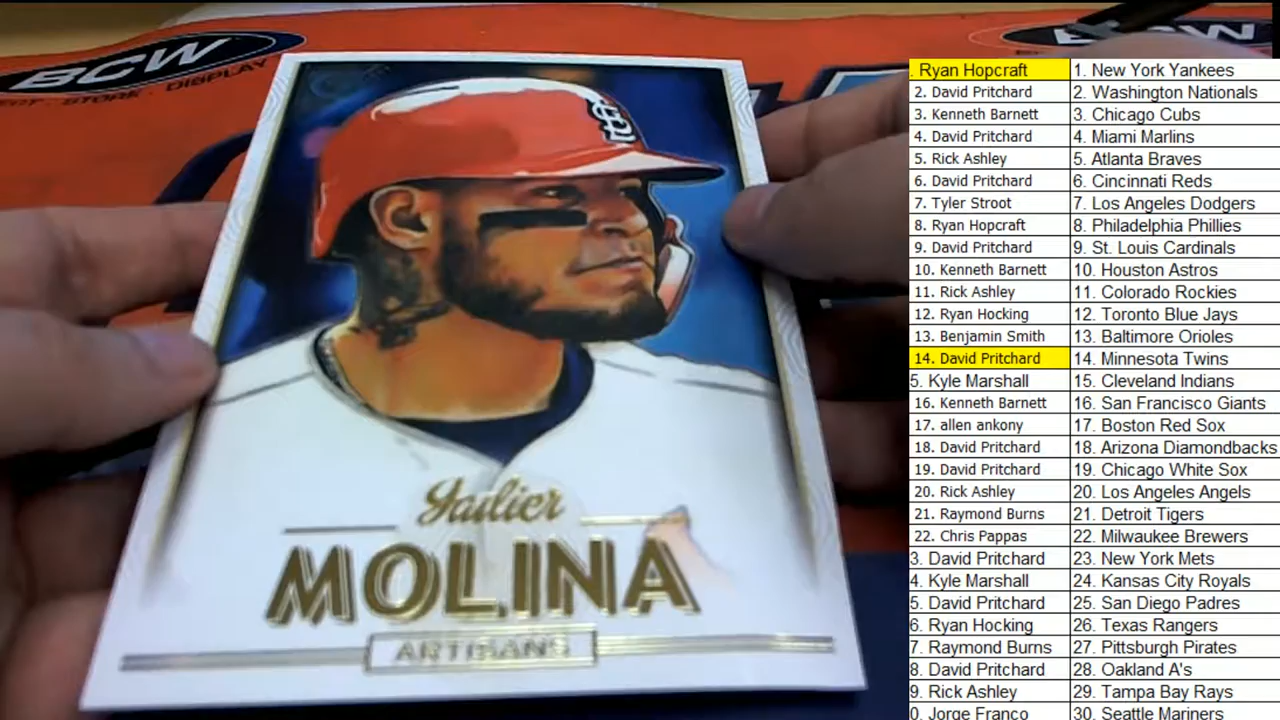 BCW
STORE · DISPLAY
BCW
StL
Yadier
MOLINA
ARTISANS
. Ryan Hopcraft 1. New York Yankees
2. David Pritchard 2. Washington Nationals
3. Kenneth Barnett 3. Chicago Cubs
4. David Pritchard 4. Miami Marlins
5. Rick Ashley 5. Atlanta Braves
6. David Pritchard 6. Cincinnati Reds
7. Tyler Stroot 7. Los Angeles Dodgers
8. Ryan Hopcraft 8. Philadelphia Phillies
9. David Pritchard 9. St. Louis Cardinals
10. Kenneth Barnett 10. Houston Astros
11. Rick Ashley 11. Colorado Rockies
12. Ryan Hocking 12. Toronto Blue Jays
13. Benjamin Smith 13. Baltimore Orioles
14. David Pritchard 14. Minnesota Twins
5. Kyle Marshall 15. Cleveland Indians
16. Kenneth Barnett 16. San Francisco Giants
17. allen ankony 17. Boston Red Sox
18. David Pritchard 18. Arizona Diamondbacks
19. David Pritchard 19. Chicago White Sox
20. Rick Ashley 20. Los Angeles Angels
21. Raymond Burns 21. Detroit Tigers
22. Chris Pappas 22. Milwaukee Brewers
3. David Pritchard 23. New York Mets
4. Kyle Marshall 24. Kansas City Royals
5. David Pritchard 25. San Diego Padres
6. Ryan Hocking 26. Texas Rangers
7. Raymond Burns 27. Pittsburgh Pirates
8. David Pritchard 28. Oakland A's
9. Rick Ashley 29. Tampa Bay Rays
0. Jorge Franco 30. Seattle Mariners